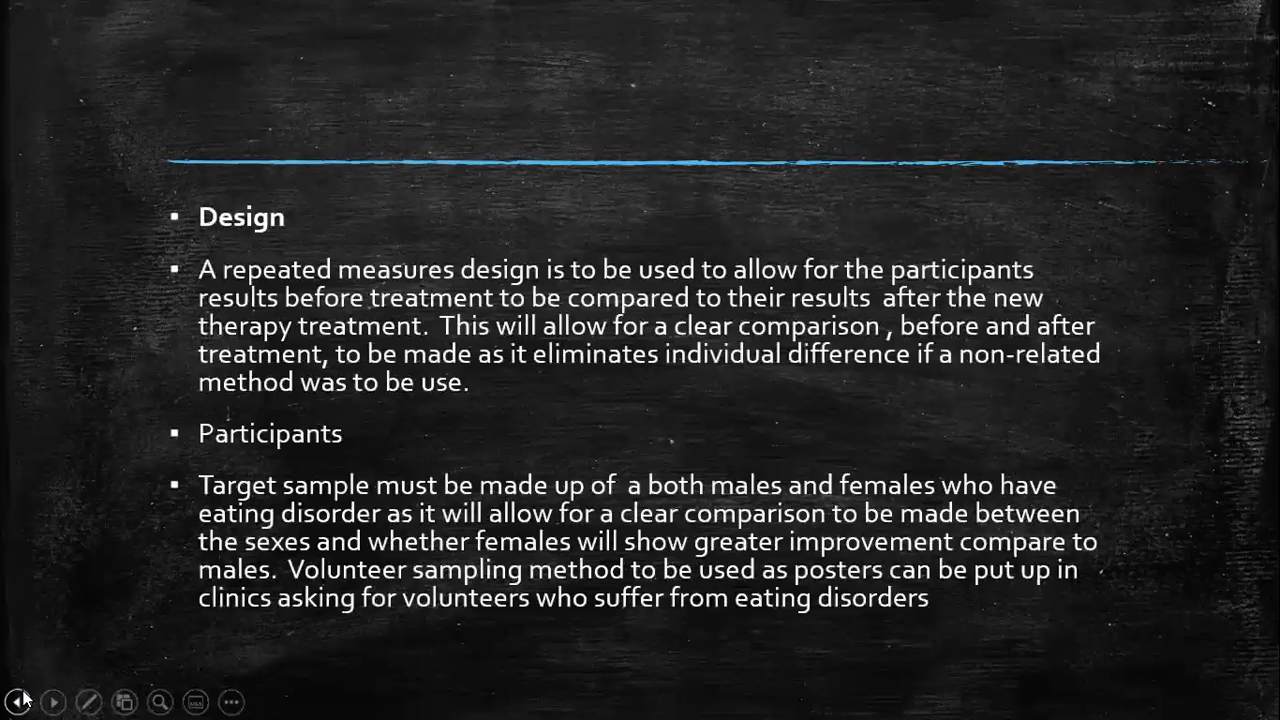 ▪ Design
▪ A repeated measures design is to be used to allow for the participants
results before treatment to be compared to their results  after the new
therapy treatment.  This will allow for a clear comparison , before and after
treatment, to be made as it eliminates individual difference if a non-related
method was to be use.
▪ Participants
▪ Target sample must be made up of  a both males and females who have
eating disorder as it will allow for a clear comparison to be made between
the sexes and whether females will show greater improvement compare to
males.  Volunteer sampling method to be used as posters can be put up in
clinics asking for volunteers who suffer from eating disorders